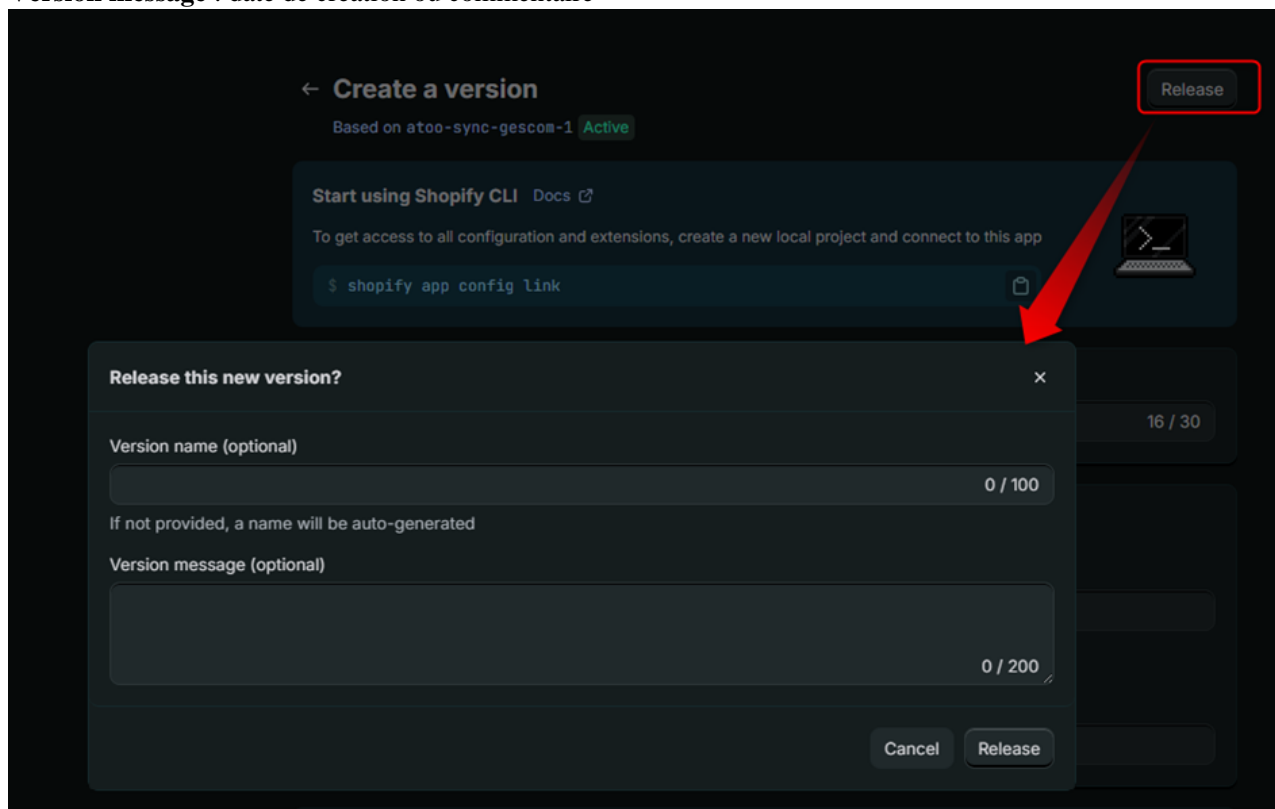 Version message : date de création ou commentaire
← Create a version
Release
Based on atoo-sync-gescom-1 Active
Start using Shopify CLI Docs
To get access to all configuration and extensions, create a new local project and connect to this app
$ shopify app config link
Release this new version?
×
16 / 30
Version name (optional)
0 / 100
If not provided, a name will be auto-generated
Version message (optional)
0 / 200
Cancel Release